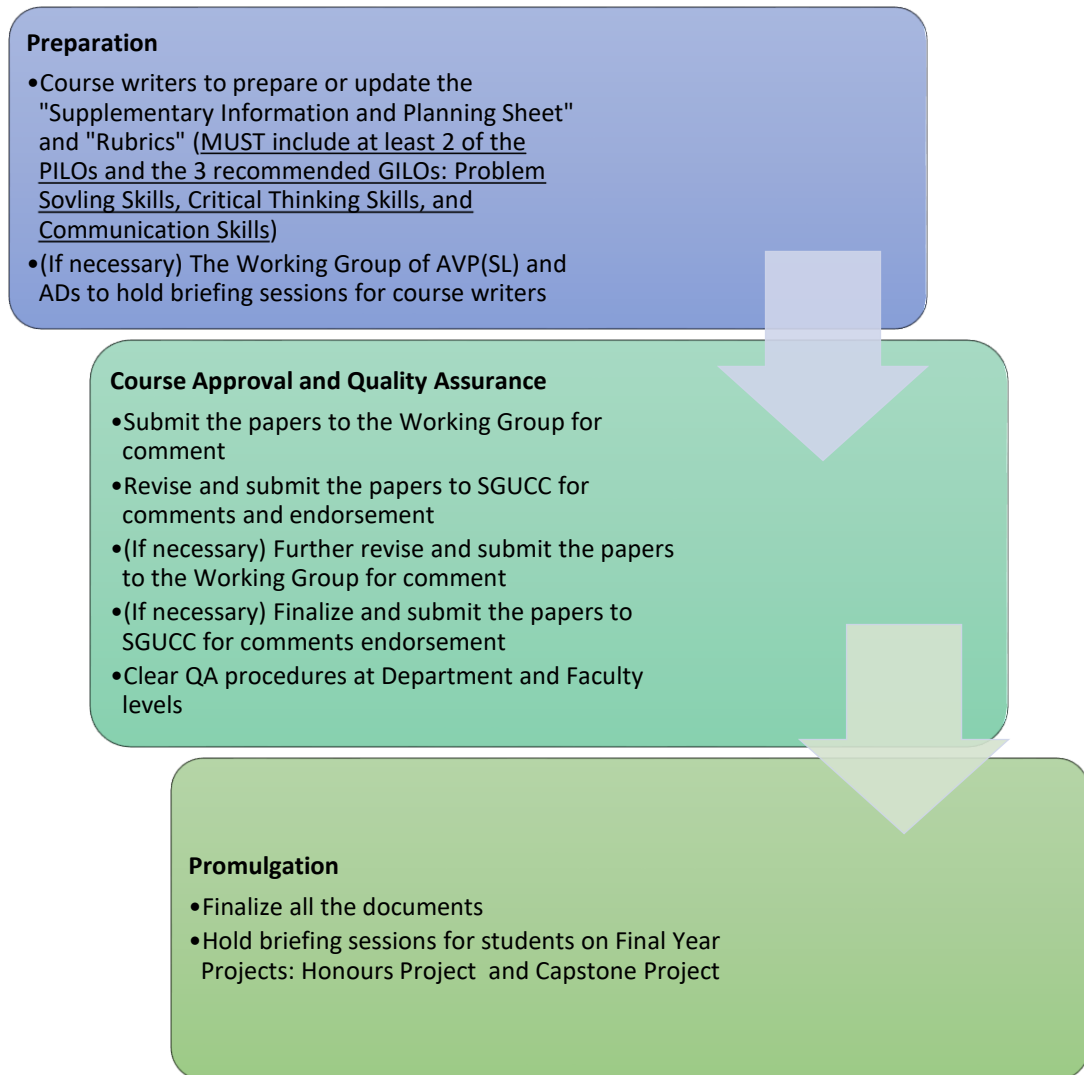 Preparation
•Course writers to prepare or update the
"Supplementary Information and Planning Sheet"
and "Rubrics" (MUST include at least 2 of the
PILOs and the 3 recommended GILOs: Problem
Sovling Skills, Critical Thinking Skills, and
Communication Skills)
•(If necessary) The Working Group of AVP(SL) and
ADs to hold briefing sessions for course writers
Course Approval and Quality Assurance
•Submit the papers to the Working Group for
comment
•Revise and submit the papers to SGUCC for
comments and endorsement
•(If necessary) Further revise and submit the papers
to the Working Group for comment
•(If necessary) Finalize and submit the papers to
SGUCC for comments endorsement
•Clear QA procedures at Department and Faculty
levels
Promulgation
•Finalize all the documents
•Hold briefing sessions for students on Final Year
Projects: Honours Project  and Capstone Project